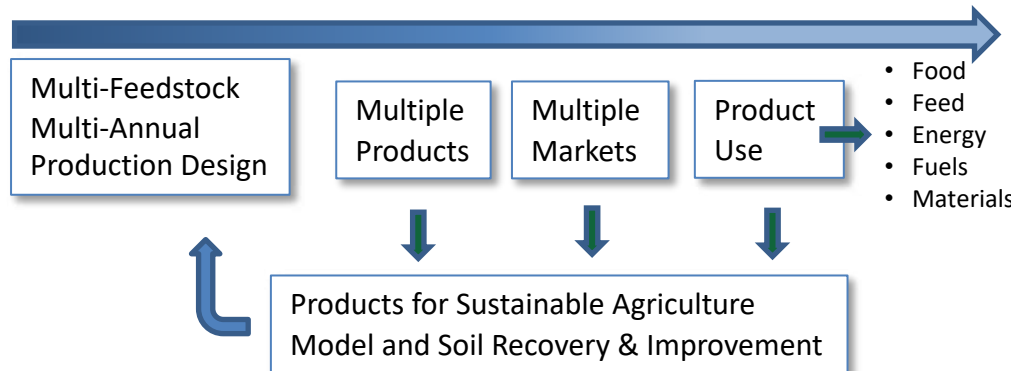 Multi-Feedstock
Multi-Annual
Production Design
Multiple
Products
Multiple
Markets
Product
Use
• Food
• Feed
• Energy
• Fuels
• Materials
Products for Sustainable Agriculture
Model and Soil Recovery & Improvement